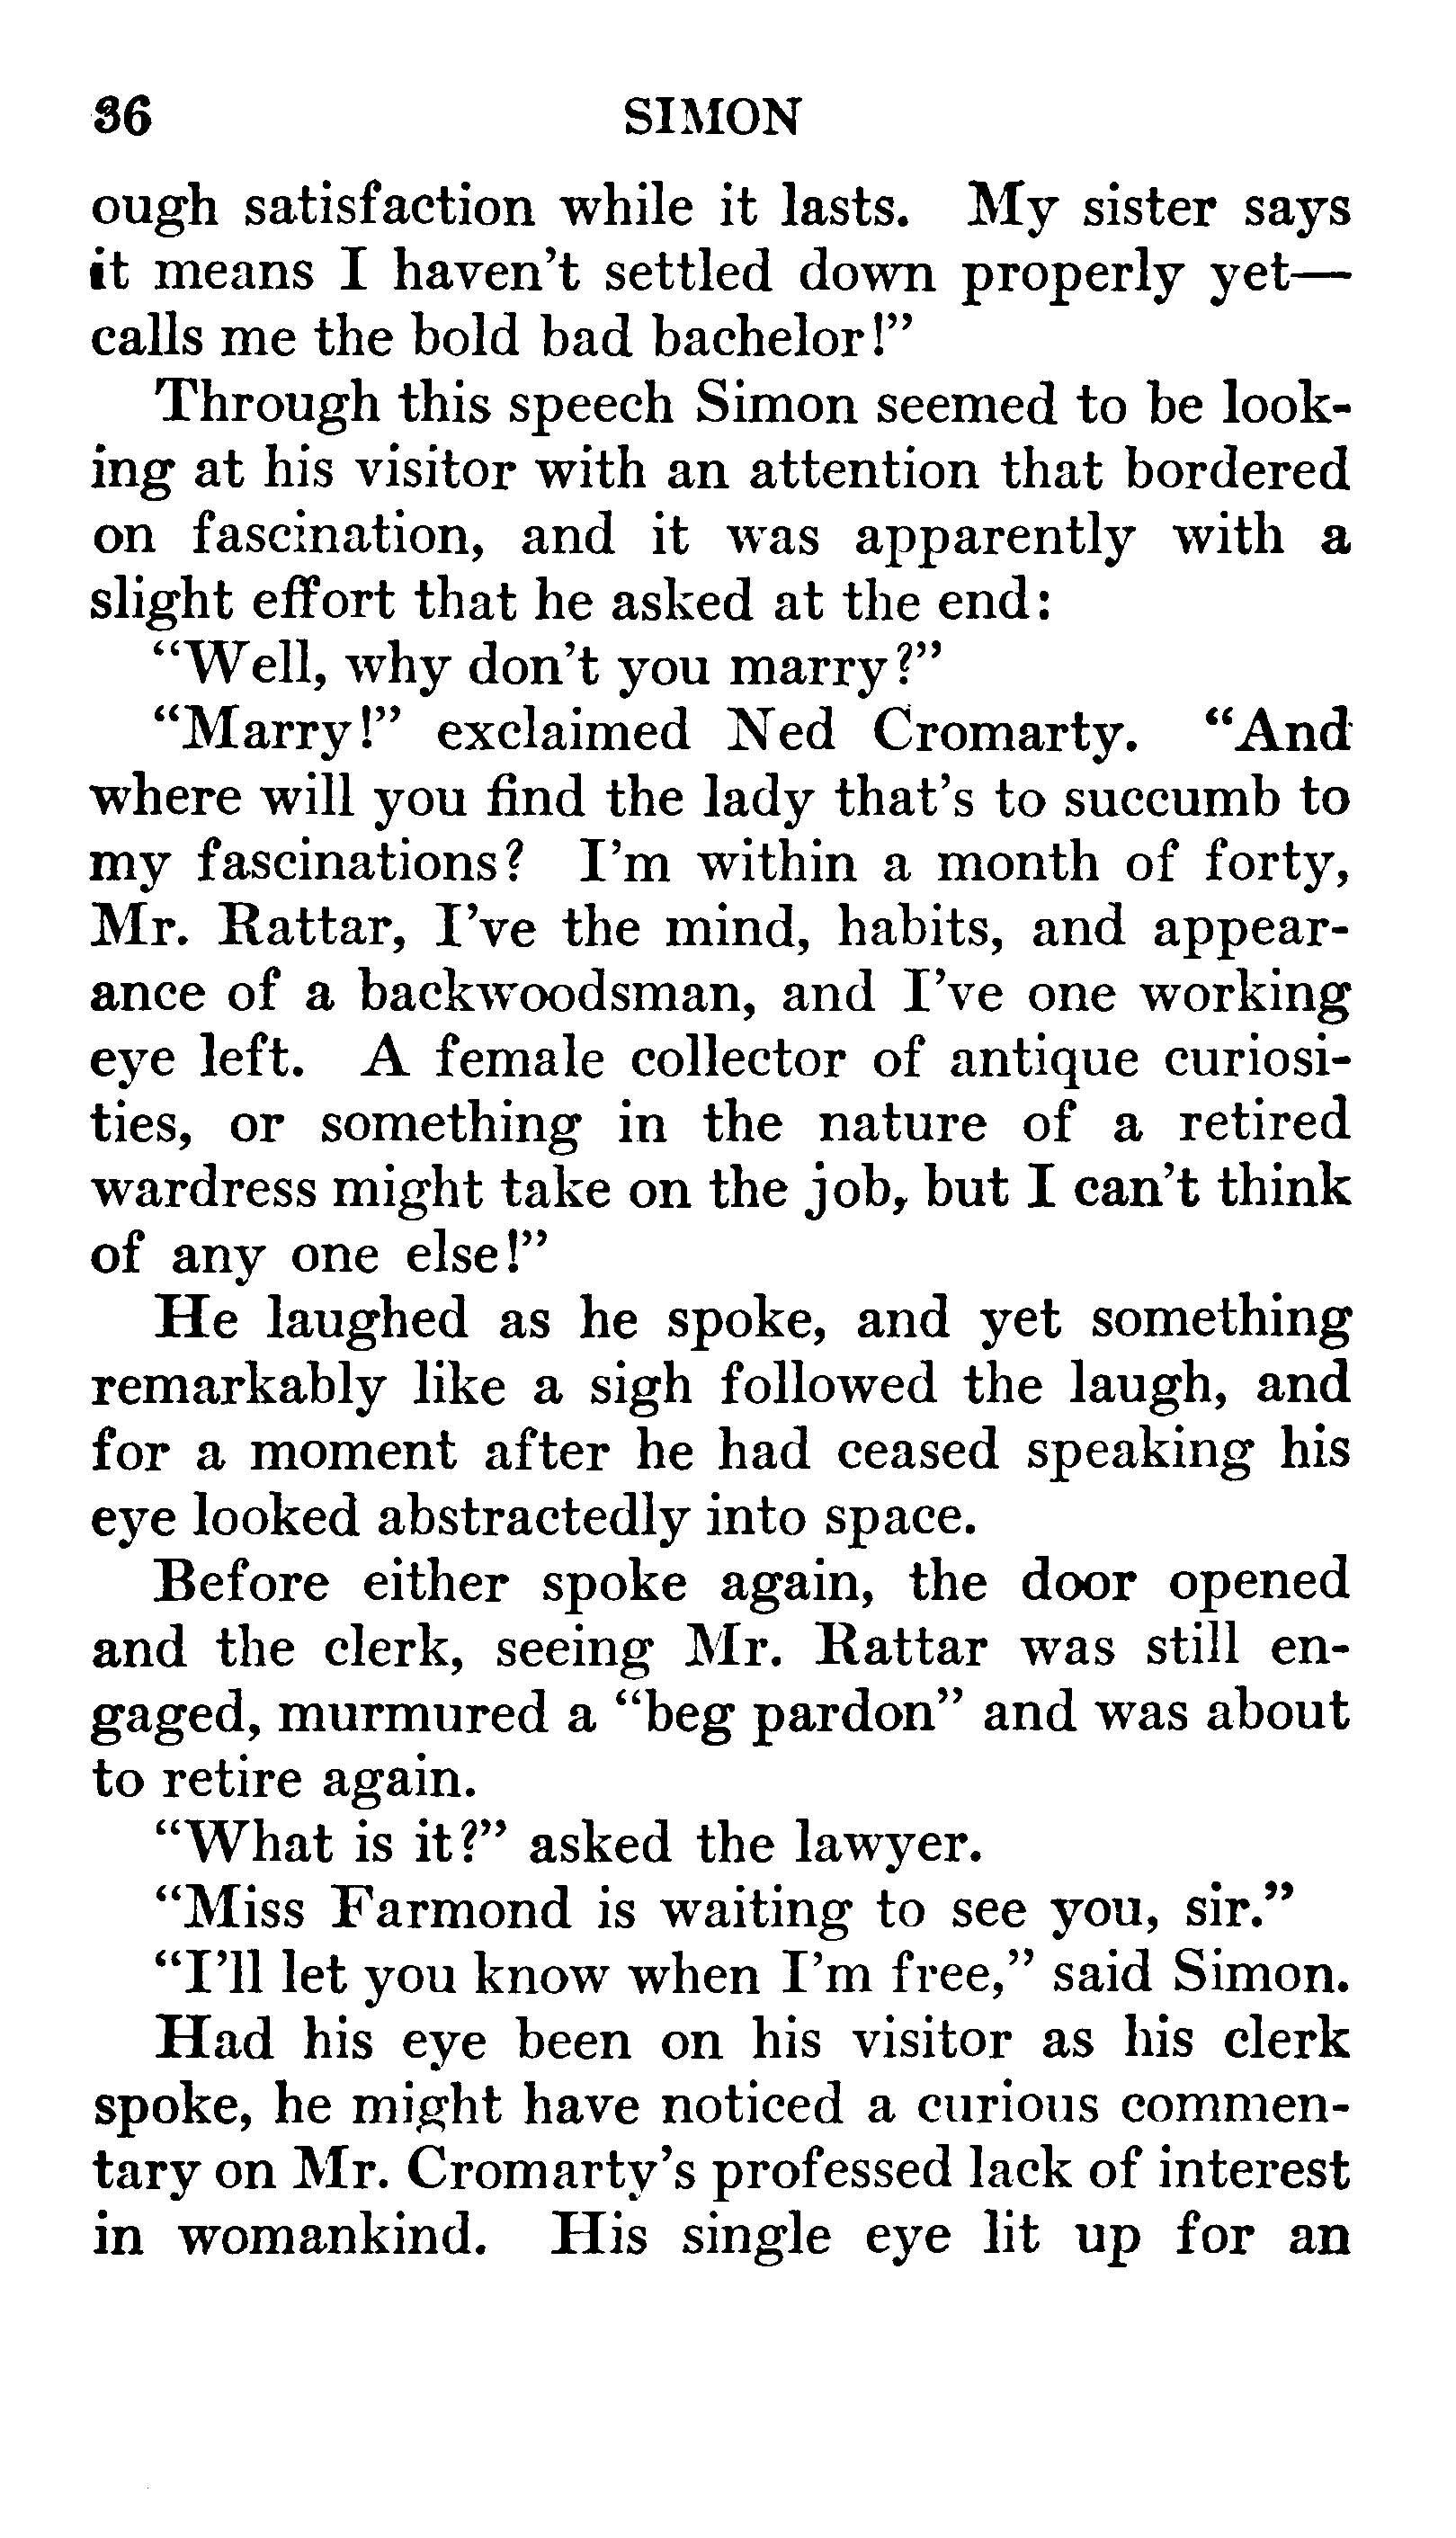 36 SIMON
ough satisfaction while it lasts. My sister says
it means I haven't settled down properly yet—
calls me the bold bad bachelor!"
Through this speech Simon seemed to be look-
ing at his visitor with an attention that bordered
on fascination, and it was apparently with a
slight effort that he asked at the end:
"Well, why don't you marry?"
"Marry!" exclaimed Ned Cromarty. "And
where will you find the lady that's to succumb to
my fascinations? I'm within a month of forty,
Mr. Rattar, I've the mind, habits, and appear-
ance of a backwoodsman, and I've one working
eye left. A female collector of antique curiosi-
ties, or something in the nature of a retired
wardress might take on the job, but I can't think
of any one else!"
He laughed as he spoke, and yet something
remarkably like a sigh followed the laugh, and
for a moment after he had ceased speaking his
eye looked abstractedly into space.
Before either spoke again, the door opened
and the clerk, seeing Mr. Rattar was still en-
gaged, murmured a "beg pardon" and was about
to retire again.
"What is it?" asked the lawyer.
"Miss Farmond is waiting to see you, sir."
"I'll let you know when I'm free," said Simon.
Had his eye been on his visitor as his clerk
spoke, he might have noticed a curious commen-
tary on Mr. Cromarty's professed lack of interest
in womankind. His single eye lit up for an